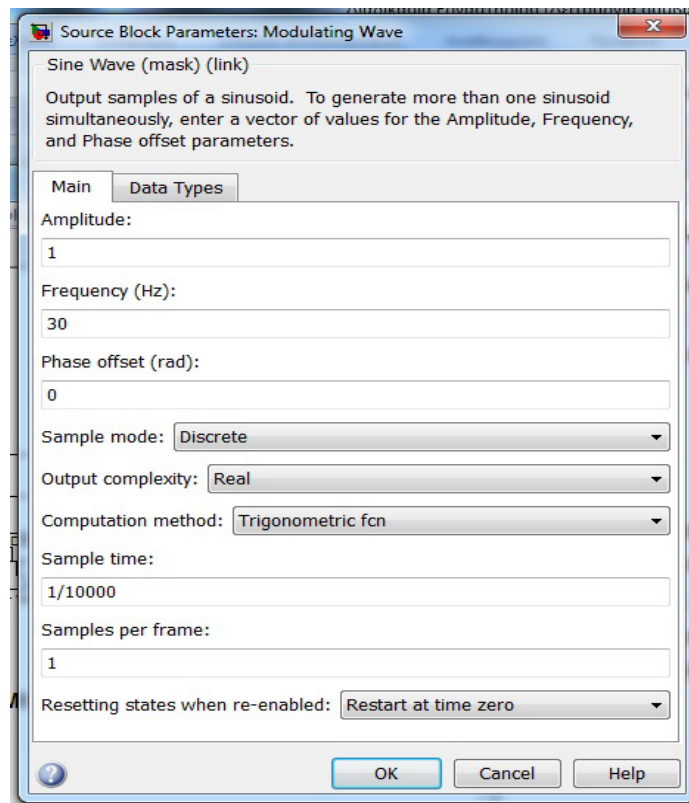 Source Block Parameters: Modulating Wave
Sine Wave (mask) (link)
Output samples of a sinusoid. To generate more than one sinusoid
simultaneously, enter a vector of values for the Amplitude, Frequency,
and Phase offset parameters.
Main Data Types
Amplitude:
1
Frequency (Hz):
30
Phase offset (rad):
0
Sample mode: Discrete
Output complexity: Real
Computation method: Trigonometric fcn
Sample time:
1/10000
Samples per frame:
1
Resetting states when re-enabled: Restart at time zero
OK Cancel Help